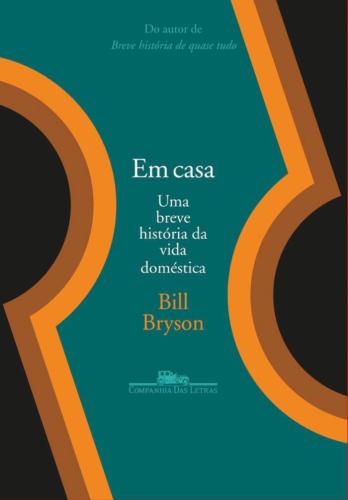 Do autor de
Breve história de quase tudo
Em casa
Uma
breve
história da
vida
doméstica
Bill
Bryson
Companhia Das Letras